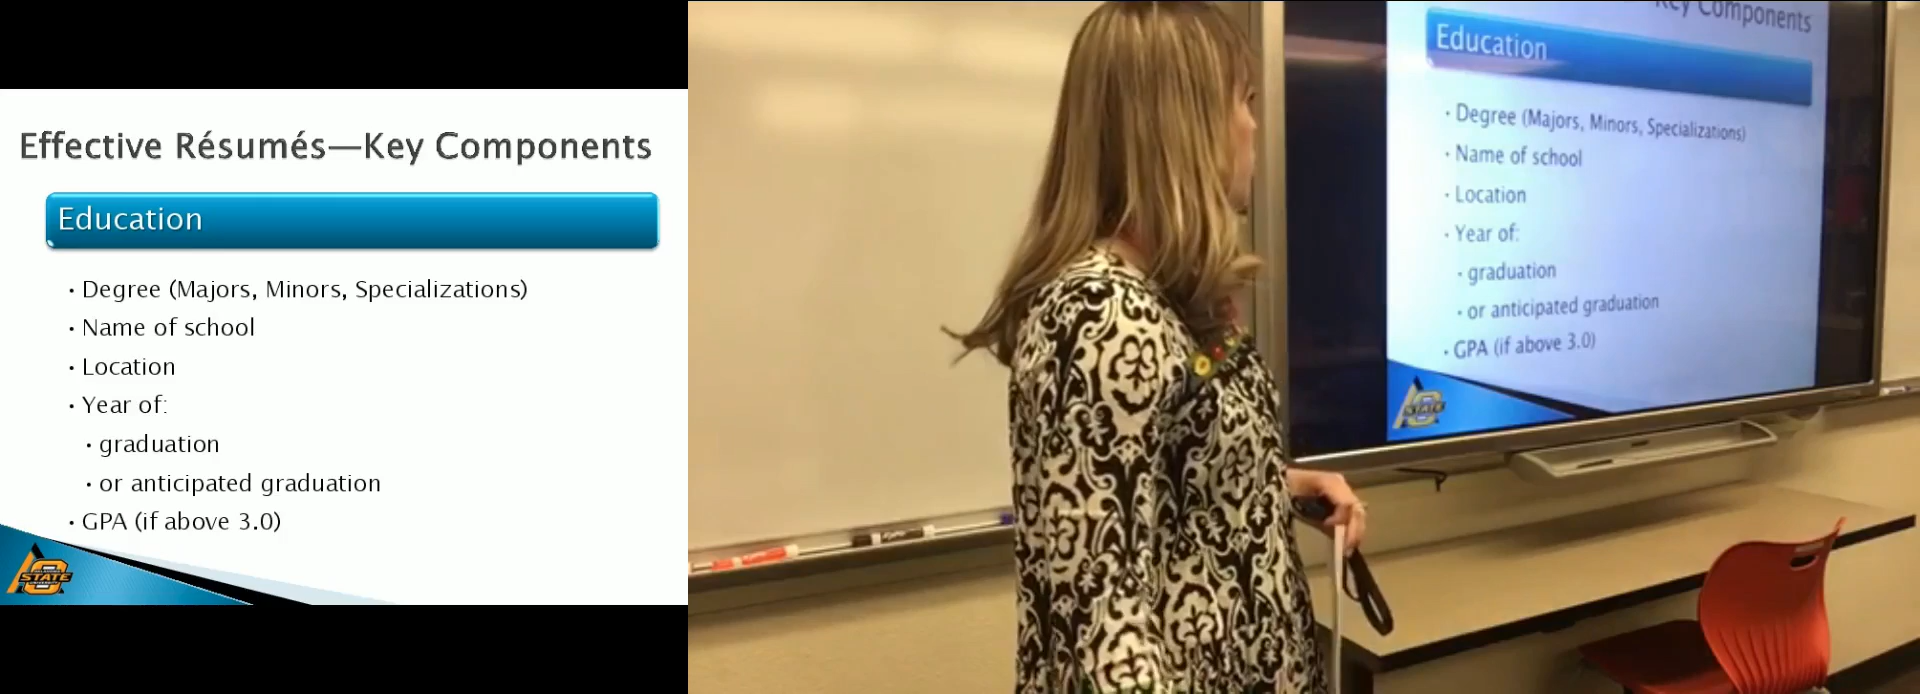 Effective Résumés—Key Components
Education
• Degree (Majors, Minors, Specializations)
• Name of school
• Location
• Year of:
• graduation
• or anticipated graduation
• GPA (if above 3.0)
STATE
Key Components
Education
• Degree (Majors, Minors, Specializations)
• Name of school
• Location
• Year of:
• graduation
• or anticipated graduation
• GPA (if above 3.0)
STATE